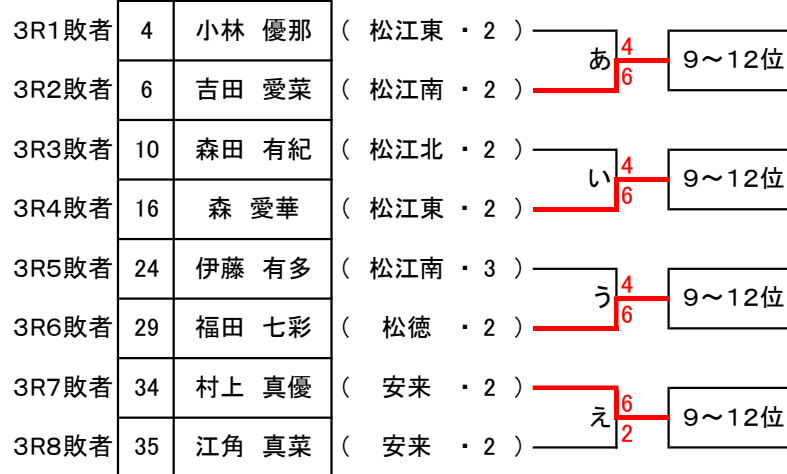 3R1敗者 4 小林 優那 ( 松江東 ・ 2 )
あ 4 9～12位
6
3R2敗者 6 吉田 愛菜 ( 松江南 ・ 2 )
3R3敗者 10 森田 有紀 ( 松江北 ・ 2 )
い 4 9～12位
6
3R4敗者 16 森 愛華 ( 松江東 ・ 2 )
3R5敗者 24 伊藤 有多 ( 松江南 ・ 3 )
う 4 9～12位
6
3R6敗者 29 福田 七彩 ( 松徳 ・ 2 )
3R7敗者 34 村上 真優 ( 安来 ・ 2 )
え 6 9～12位
2
3R8敗者 35 江角 真菜 ( 安来 ・ 2 )